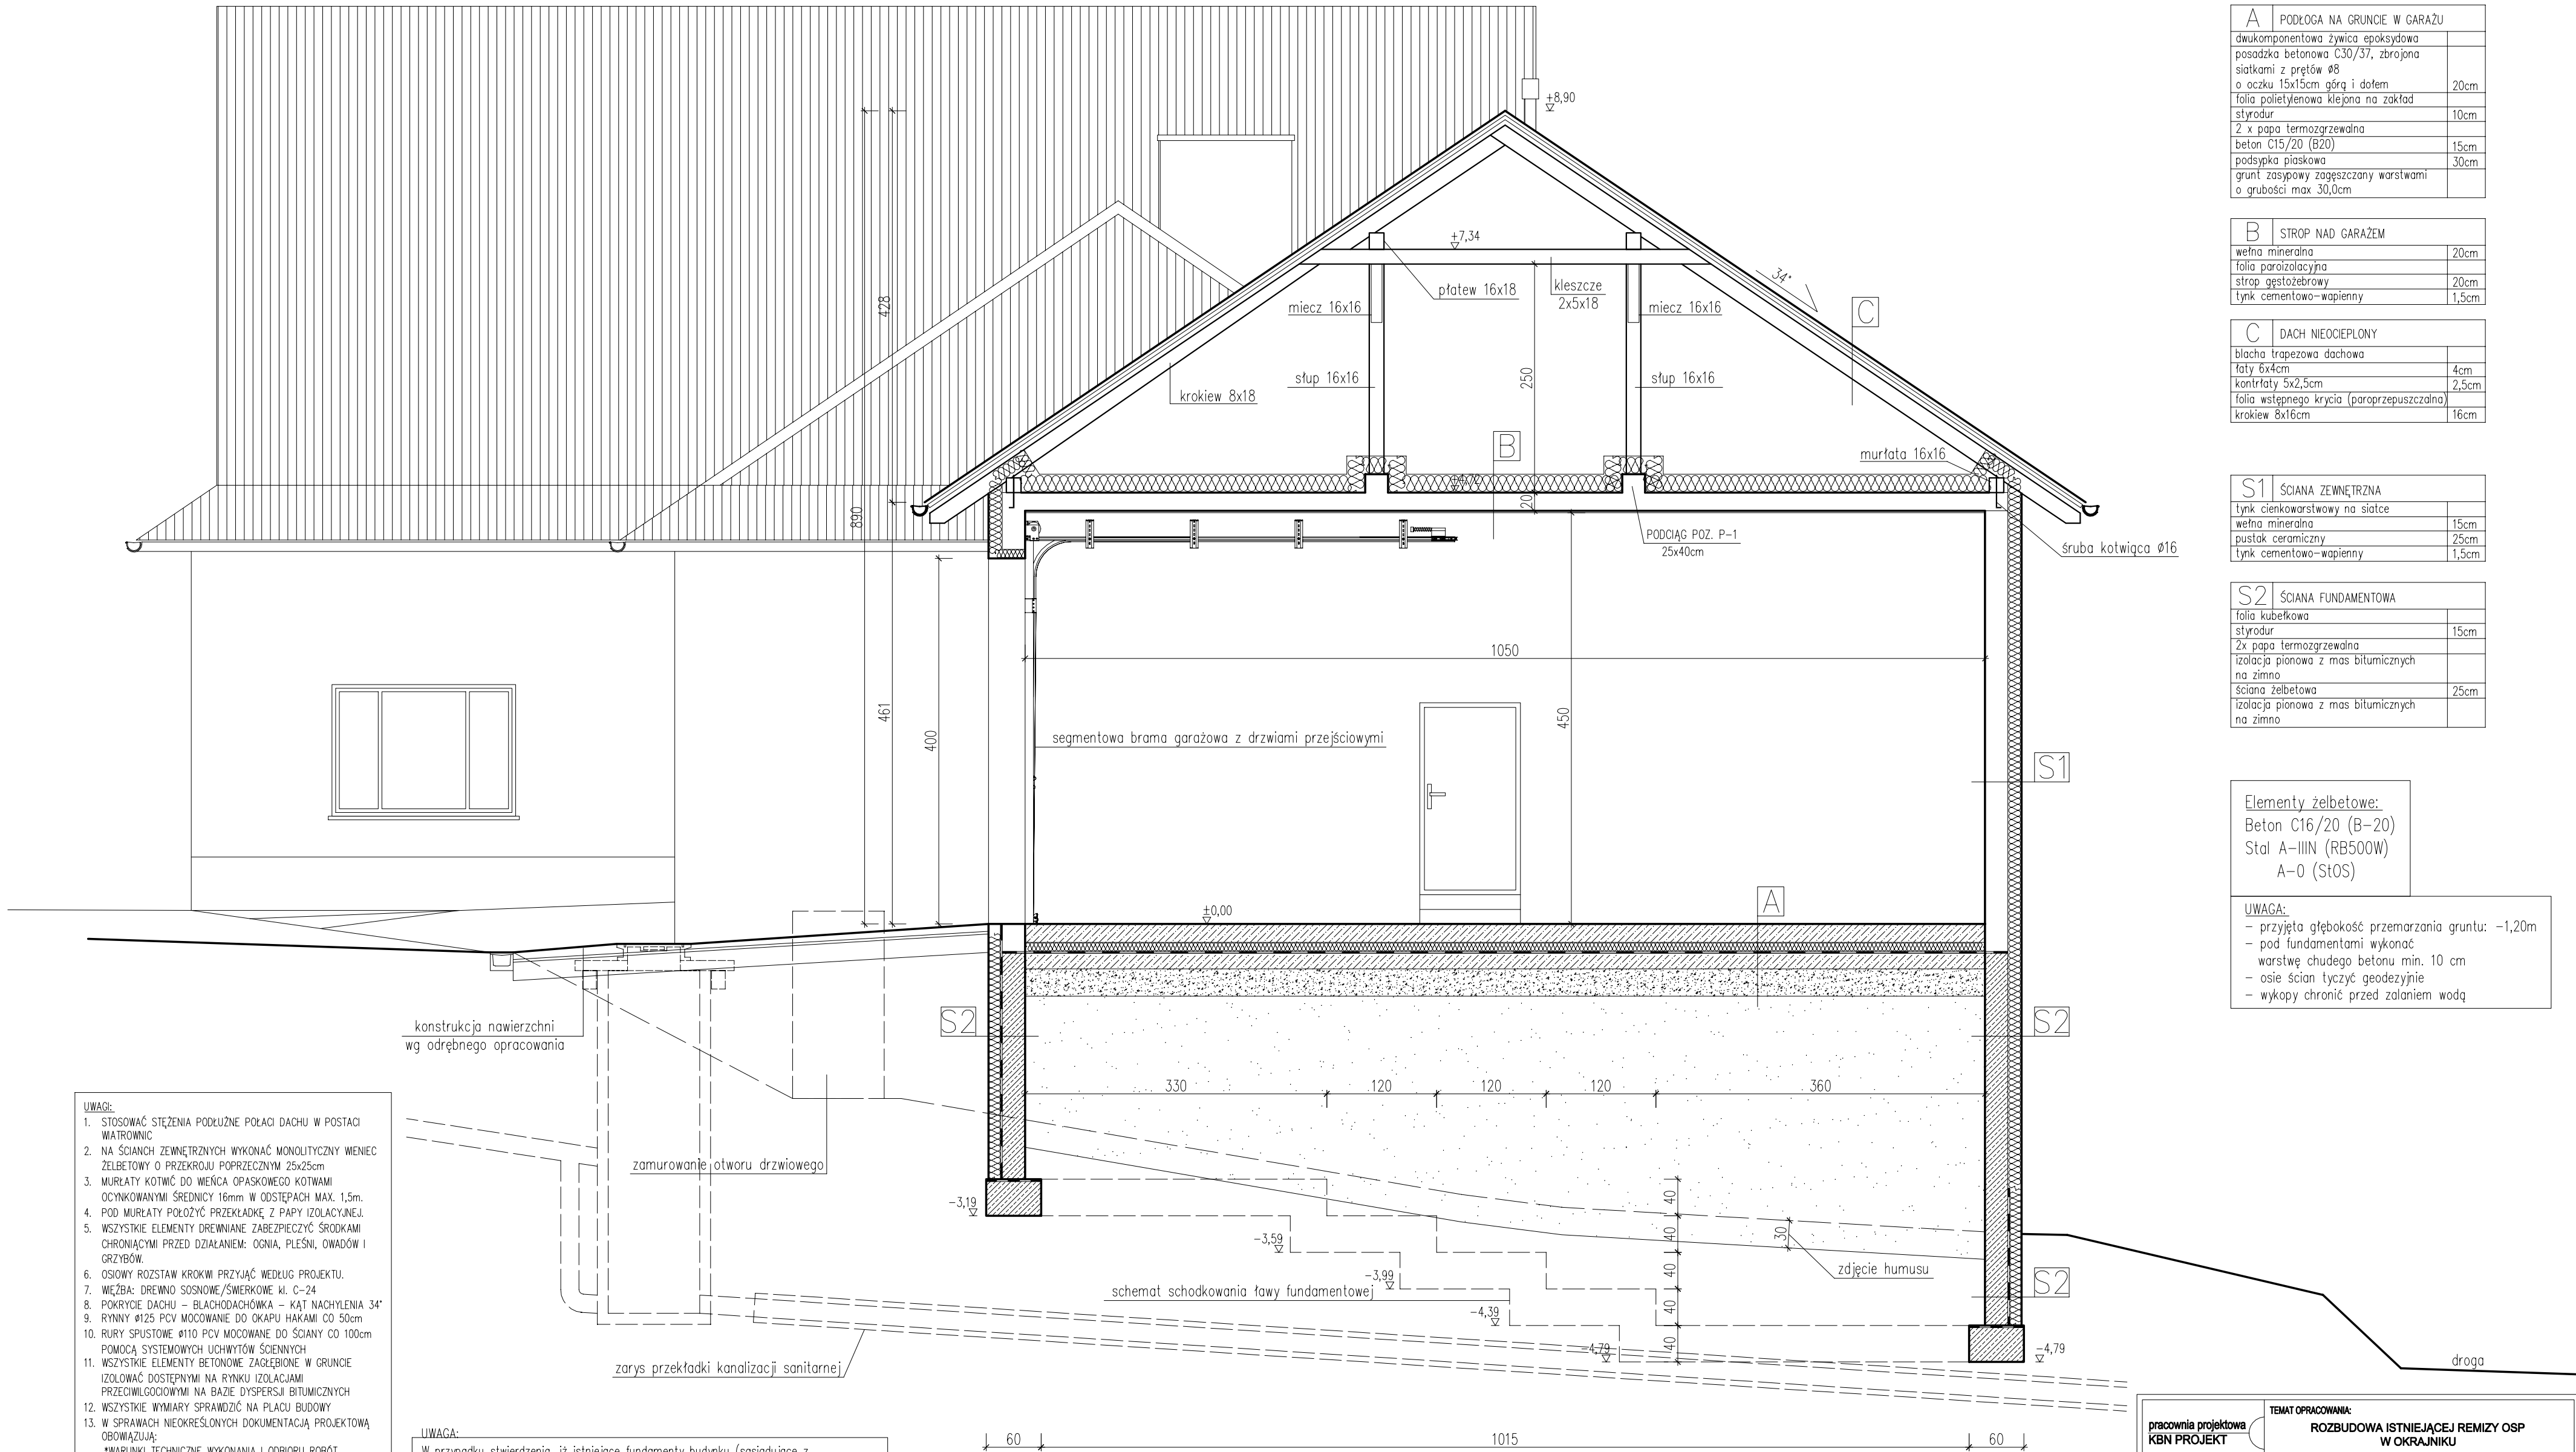 A PODŁOGA NA GRUNCIE W GARAŻU
dwukomponentowa żywica epoksydowa
posadzka betonowa C30/37, zbrojona
siatkami z prętów ø8
o oczku 15x15cm górą i dołem 20cm
folia polietylenowa klejona na zakład
styrodur 10cm
2 x papa termozgrzewalna
beton C15/20 (B20) 15cm
podsypka piaskowa 30cm
grunt zasypowy zagęszczany warstwami
o grubości max 30,0cm
B STROP NAD GARAŻEM
wełna mineralna 20cm
folia paroizolacyjna
strop gęstożebrowy 20cm
tynk cementowo-wapienny 1,5cm
C DACH NIEOCIEPLONY
blacha trapezowa dachowa
łaty 6x4cm 4cm
kontrłaty 5x2,5cm 2,5cm
folia wstępnego krycia (paroprzepuszczalna)
krokiew 8x16cm 16cm
S1 ŚCIANA ZEWNĘTRZNA
tynk cienkowarstwowy na siatce
wełna mineralna 15cm
pustak ceramiczny 25cm
tynk cementowo-wapienny 1,5cm
S2 ŚCIANA FUNDAMENTOWA
folia kubełkowa
styrodur 15cm
2x papa termozgrzewalna
izolacja pionowa z mas bitumicznych
na zimno
ściana żelbetowa 25cm
izolacja pionowa z mas bitumicznych
na zimno
Elementy żelbetowe:
Beton C16/20 (B-20)
Stal A-IIIN (RB500W)
A-0 (StOS)
UWAGA:
- przyjęta głębokość przemarzania gruntu: -1,20m
- pod fundamentami wykonać
warstwę chudego betonu min. 10 cm
- osie ścian tyczyć geodezyjnie
- wykopy chronić przed zalaniem wodą
+8,90
+7,34
34°
płatew 16x18
kleszcze
2x5x18
miecz 16x16
miecz 16x16
C
428
słup 16x16
słup 16x16
250
krokiew 8x18
B
murłata 16x16
+4,72
20
890
PODCIĄG POZ. P-1
25x40cm
śruba kotwiąca ø16
1050
461
450
400
segmentowa brama garażowa z drzwiami przejściowymi
S1
A
±0,00
S2
S2
konstrukcja nawierzchni
wg odrębnego opracowania
330
120
120
120
360
zamurowanie otworu drzwiowego
-3,19
-3,59
-3,99
-4,39
-4,79
-4,79
40
40
40
40
40
30
zdjęcie humusu
S2
schemat schodkowania ławy fundamentowej
zarys przekładki kanalizacji sanitarnej
droga
60
1015
60
UWAGI:
1. STOSOWAĆ STĘŻENIA PODŁUŻNE POŁACI DACHU W POSTACI
WIATROWNIC
2. NA ŚCIANCH ZEWNĘTRZNYCH WYKONAĆ MONOLITYCZNY WIENIEC
ŻELBETOWY O PRZEKROJU POPRZECZNYM 25x25cm
3. MURŁATY KOTWIĆ DO WIEŃCA OPASKOWEGO KOTWAMI
OCYNKOWANYMI ŚREDNICY 16mm W ODSTĘPACH MAX. 1,5m.
4. POD MURŁATY POŁOŻYĆ PRZEKŁADKĘ Z PAPY IZOLACYJNEJ.
5. WSZYSTKIE ELEMENTY DREWNIANE ZABEZPIECZYĆ ŚRODKAMI
CHRONIĄCYMI PRZED DZIAŁANIEM: OGNIA, PLEŚNI, OWADÓW I
GRZYBÓW.
6. OSIOWY ROZSTAW KROKWI PRZYJĄĆ WEDŁUG PROJEKTU.
7. WIĘŹBA: DREWNO SOSNOWE/ŚWIERKOWE kl. C-24
8. POKRYCIE DACHU - BLACHODACHÓWKA - KĄT NACHYLENIA 34°
9. RYNNY ø125 PCV MOCOWANIE DO OKAPU HAKAMI CO 50cm
10. RURY SPUSTOWE ø110 PCV MOCOWANE DO ŚCIANY CO 100cm
POMOCĄ SYSTEMOWYCH UCHWYTÓW ŚCIENNYCH
11. WSZYSTKIE ELEMENTY BETONOWE ZAGŁĘBIONE W GRUNCIE
IZOLOWAĆ DOSTĘPNYMI NA RYNKU IZOLACJAMI
PRZECIWILGOCIOWYMI NA BAZIE DYSPERSJI BITUMICZNYCH
12. WSZYSTKIE WYMIARY SPRAWDZIĆ NA PLACU BUDOWY
13. W SPRAWACH NIEOKREŚLONYCH DOKUMENTACJĄ PROJEKTOWĄ
OBOWIĄZUJĄ:
*WARUNKI TECHNICZNE WYKONANIA I ODBIORU ROBÓT
UWAGA:
W przypadku stwierdzenia, iż istniejące fundamenty budynku (sąsiadujące z
pracownia projektowa
KBN PROJEKT
TEMAT OPRACOWANIA:
ROZBUDOWA ISTNIEJĄCEJ REMIZY OSP
W OKRAJNIKU